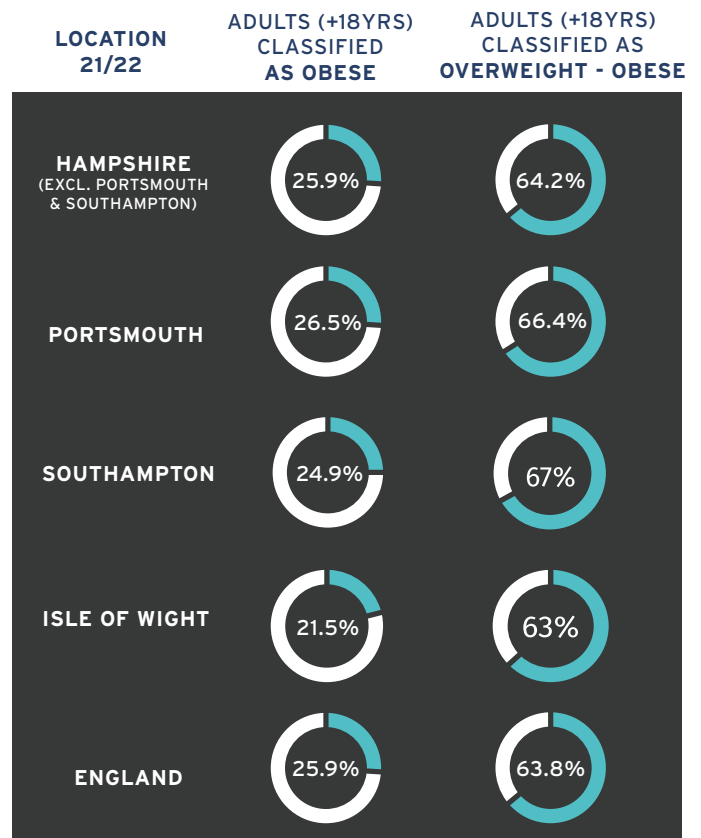 LOCATION
21/22
ADULTS (+18YRS)
CLASSIFIED
AS OBESE
ADULTS (+18YRS)
CLASSIFIED AS
OVERWEIGHT - OBESE
HAMPSHIRE
(EXCL. PORTSMOUTH
& SOUTHAMPTON)
25.9%
64.2%
PORTSMOUTH
26.5%
66.4%
SOUTHAMPTON
24.9%
67%
ISLE OF WIGHT
21.5%
63%
ENGLAND
25.9%
63.8%